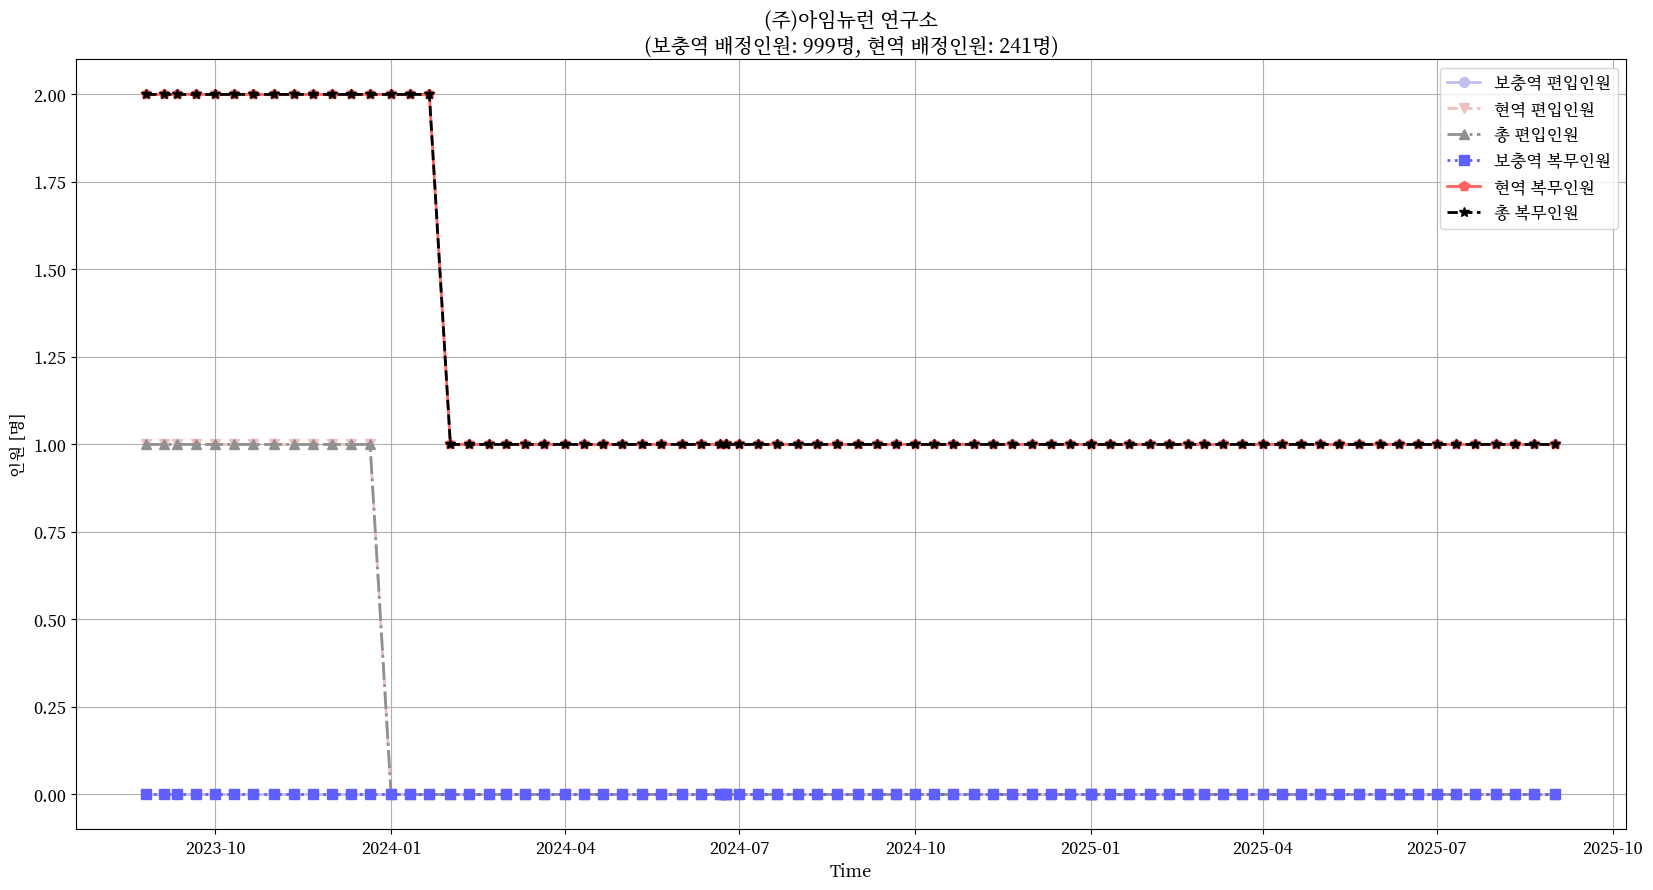 (주)아임뉴런 연구소
(보충역 배정인원: 999명, 현역 배정인원: 241명)
보충역 편입인원
현역 편입인원
총 편입인원
보충역 복무인원
현역 복무인원
총 복무인원
2.00
1.75
1.50
1.25
1.00
0.75
0.50
0.25
0.00
인원 [명]
2023-10
2024-01
2024-04
2024-07
2024-10
2025-01
2025-04
2025-07
2025-10
Time